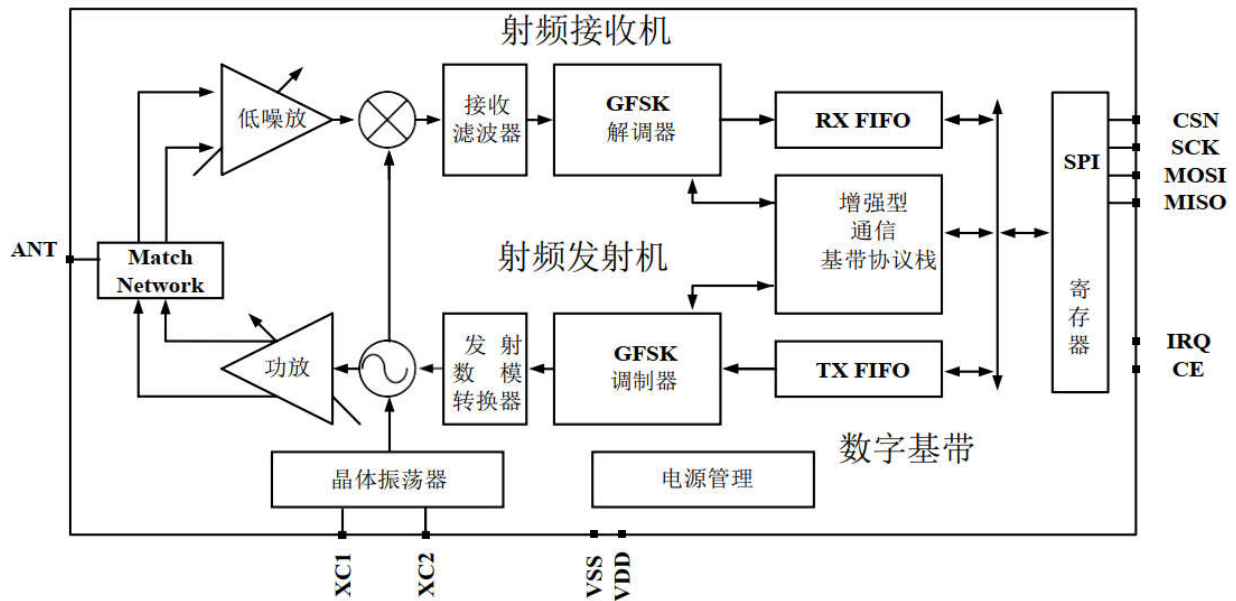 射频接收机
低噪放
接收
滤波器
GFSK
解调器
RX FIFO
SPI
寄
存
器
CSN
SCK
MOSI
MISO
增强型
通信
基带协议栈
ANT
Match
Network
射频发射机
功放
发 射
数 模
转换器
GFSK
调制器
TX FIFO
IRQ
CE
数字基带
晶体振荡器
电源管理
XC1
XC2
VSS
VDD